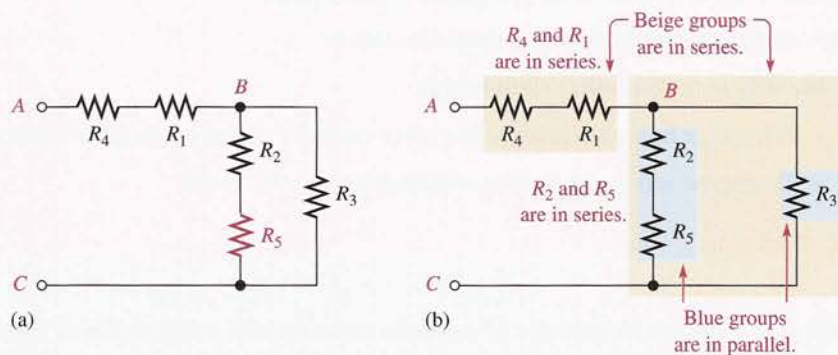 A
R4
R1
B
R2
R3
R5
C
(a)
R4 and R1
are in series.
Beige groups
are in series.
A
R4
R1
B
R2
R3
R2 and R5
are in series.
R5
C
(b)
Blue groups
are in parallel.